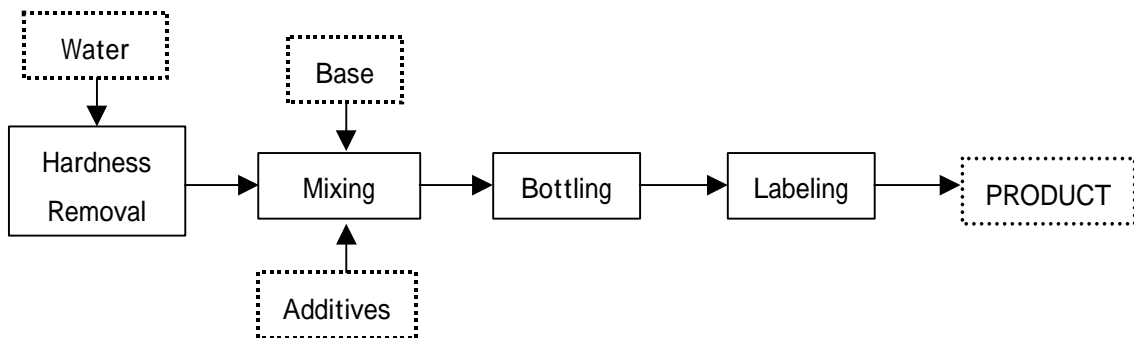 Water
Base
Hardness
Removal
Mixing
Bottling
Labeling
PRODUCT
Additives